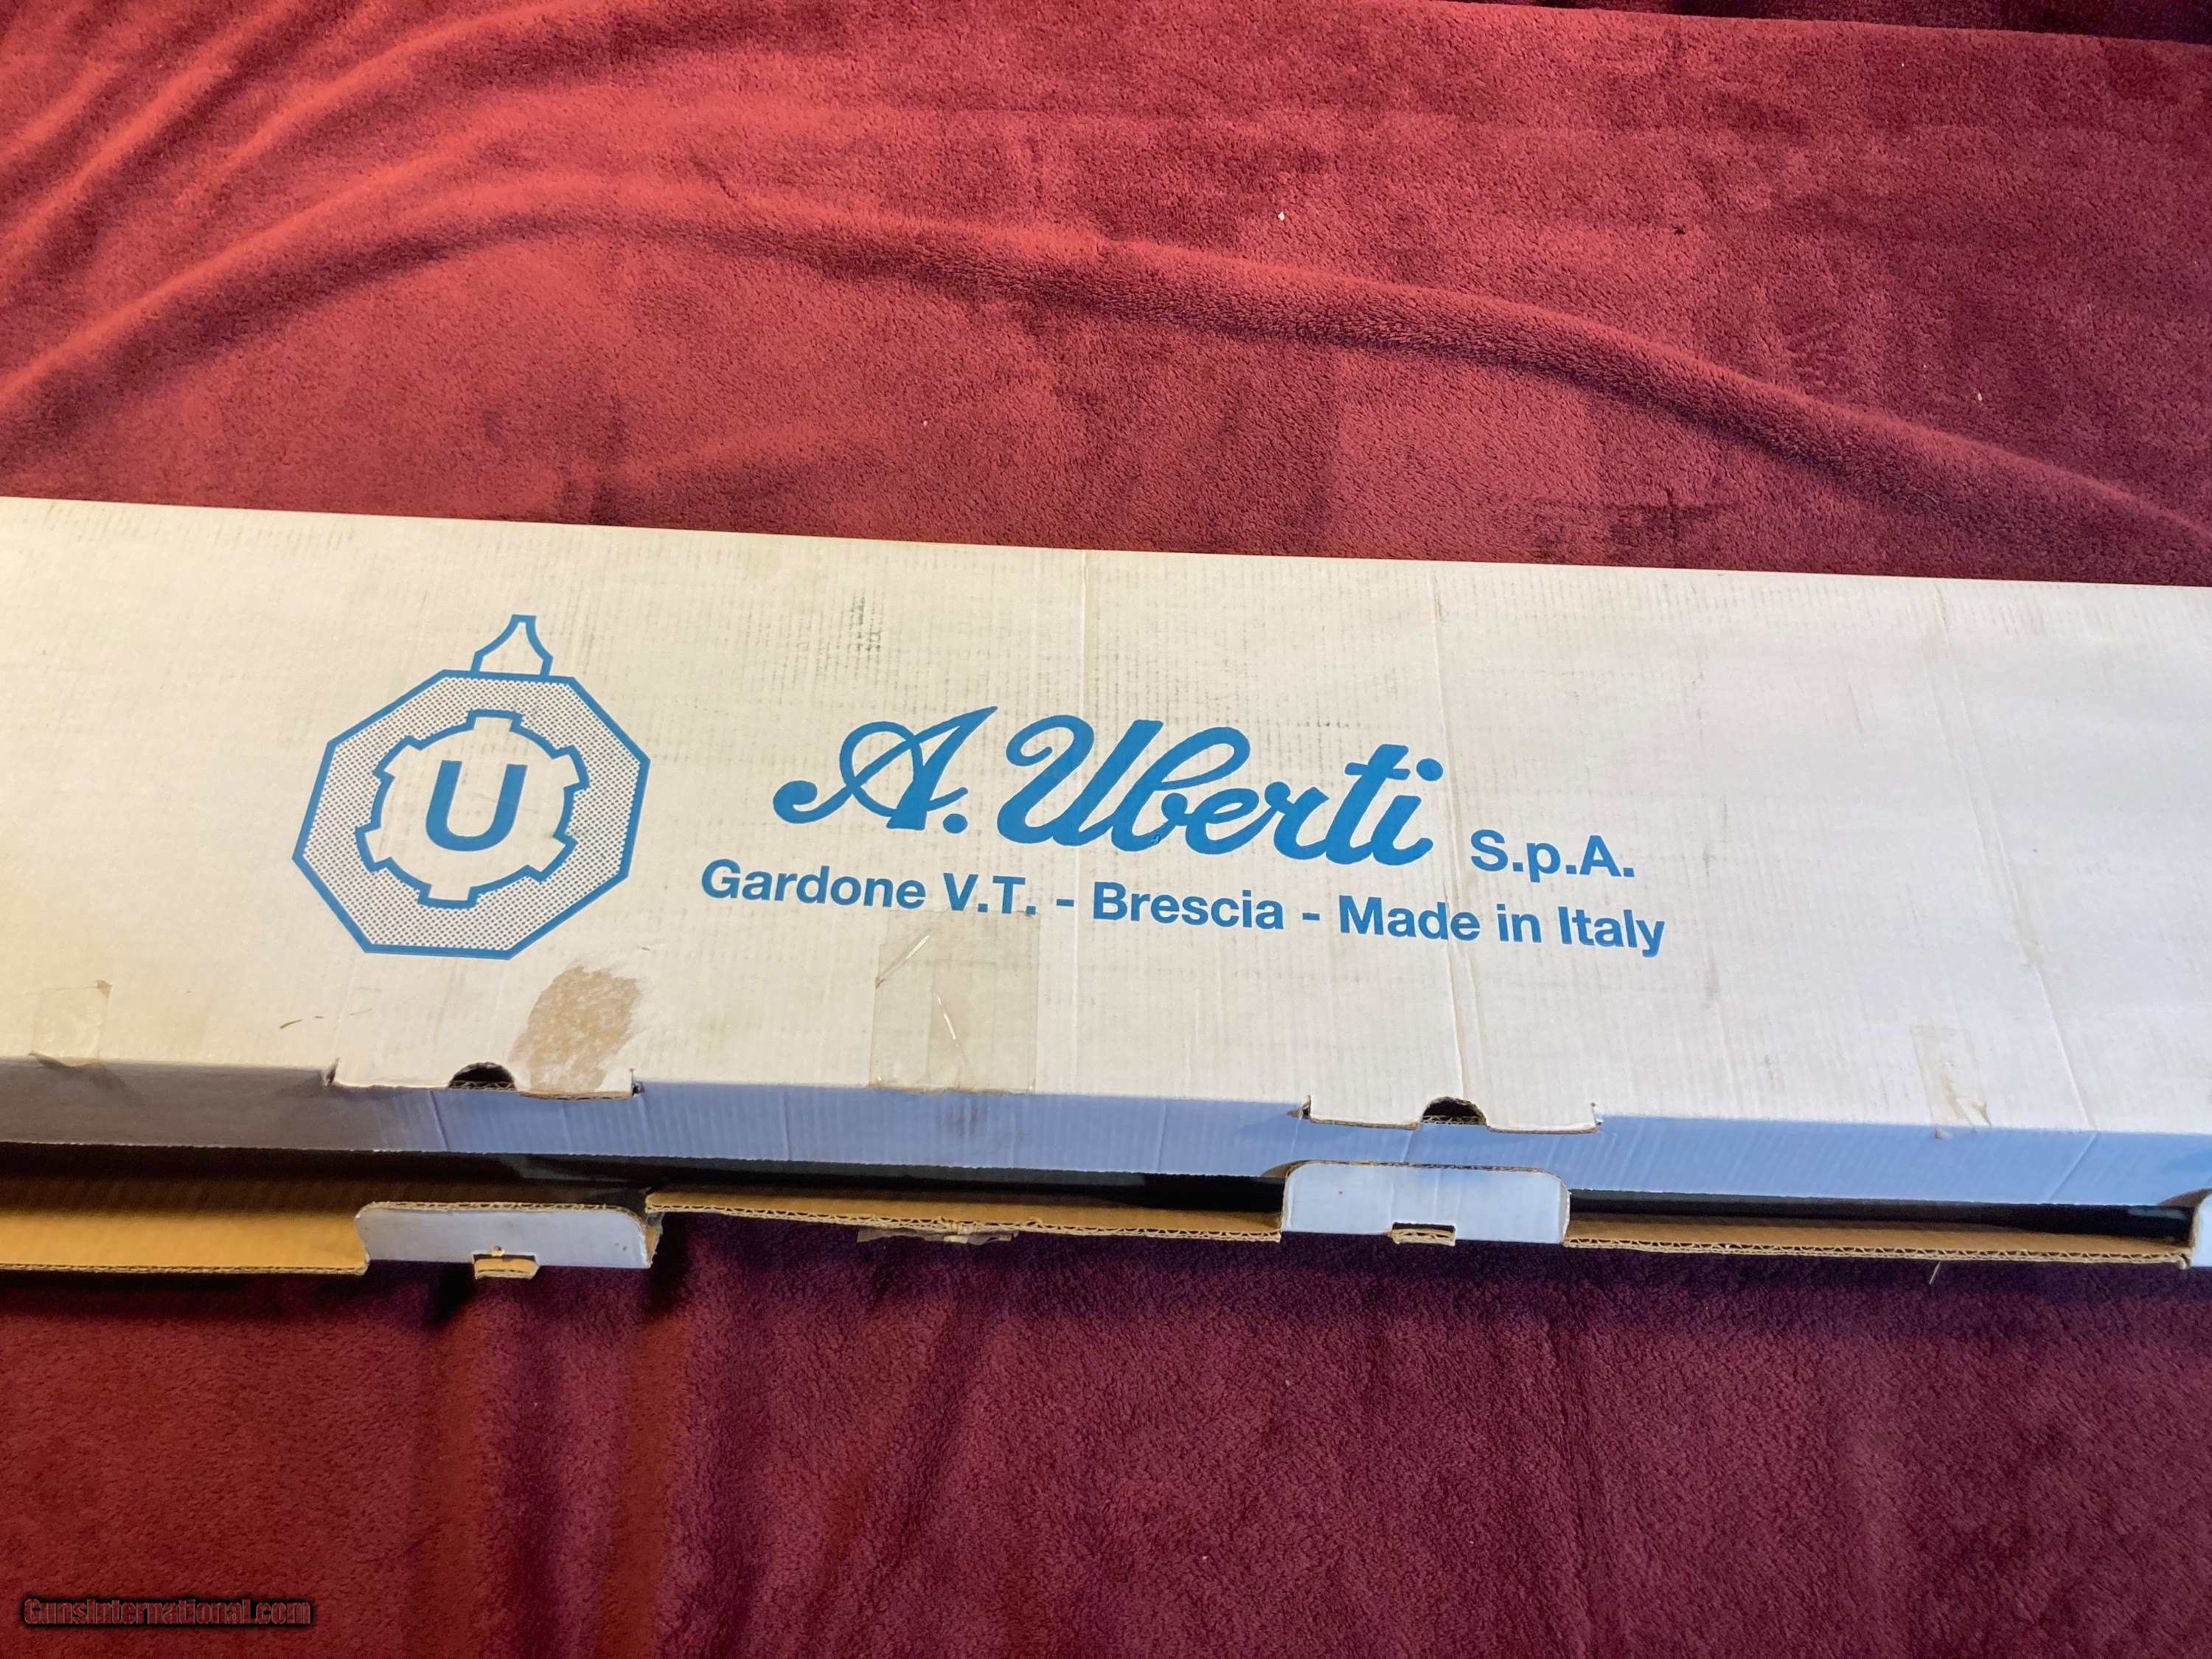 U
A. Uberti S.p.A.
Gardone V.T. - Brescia - Made in Italy
GunsInternational.com